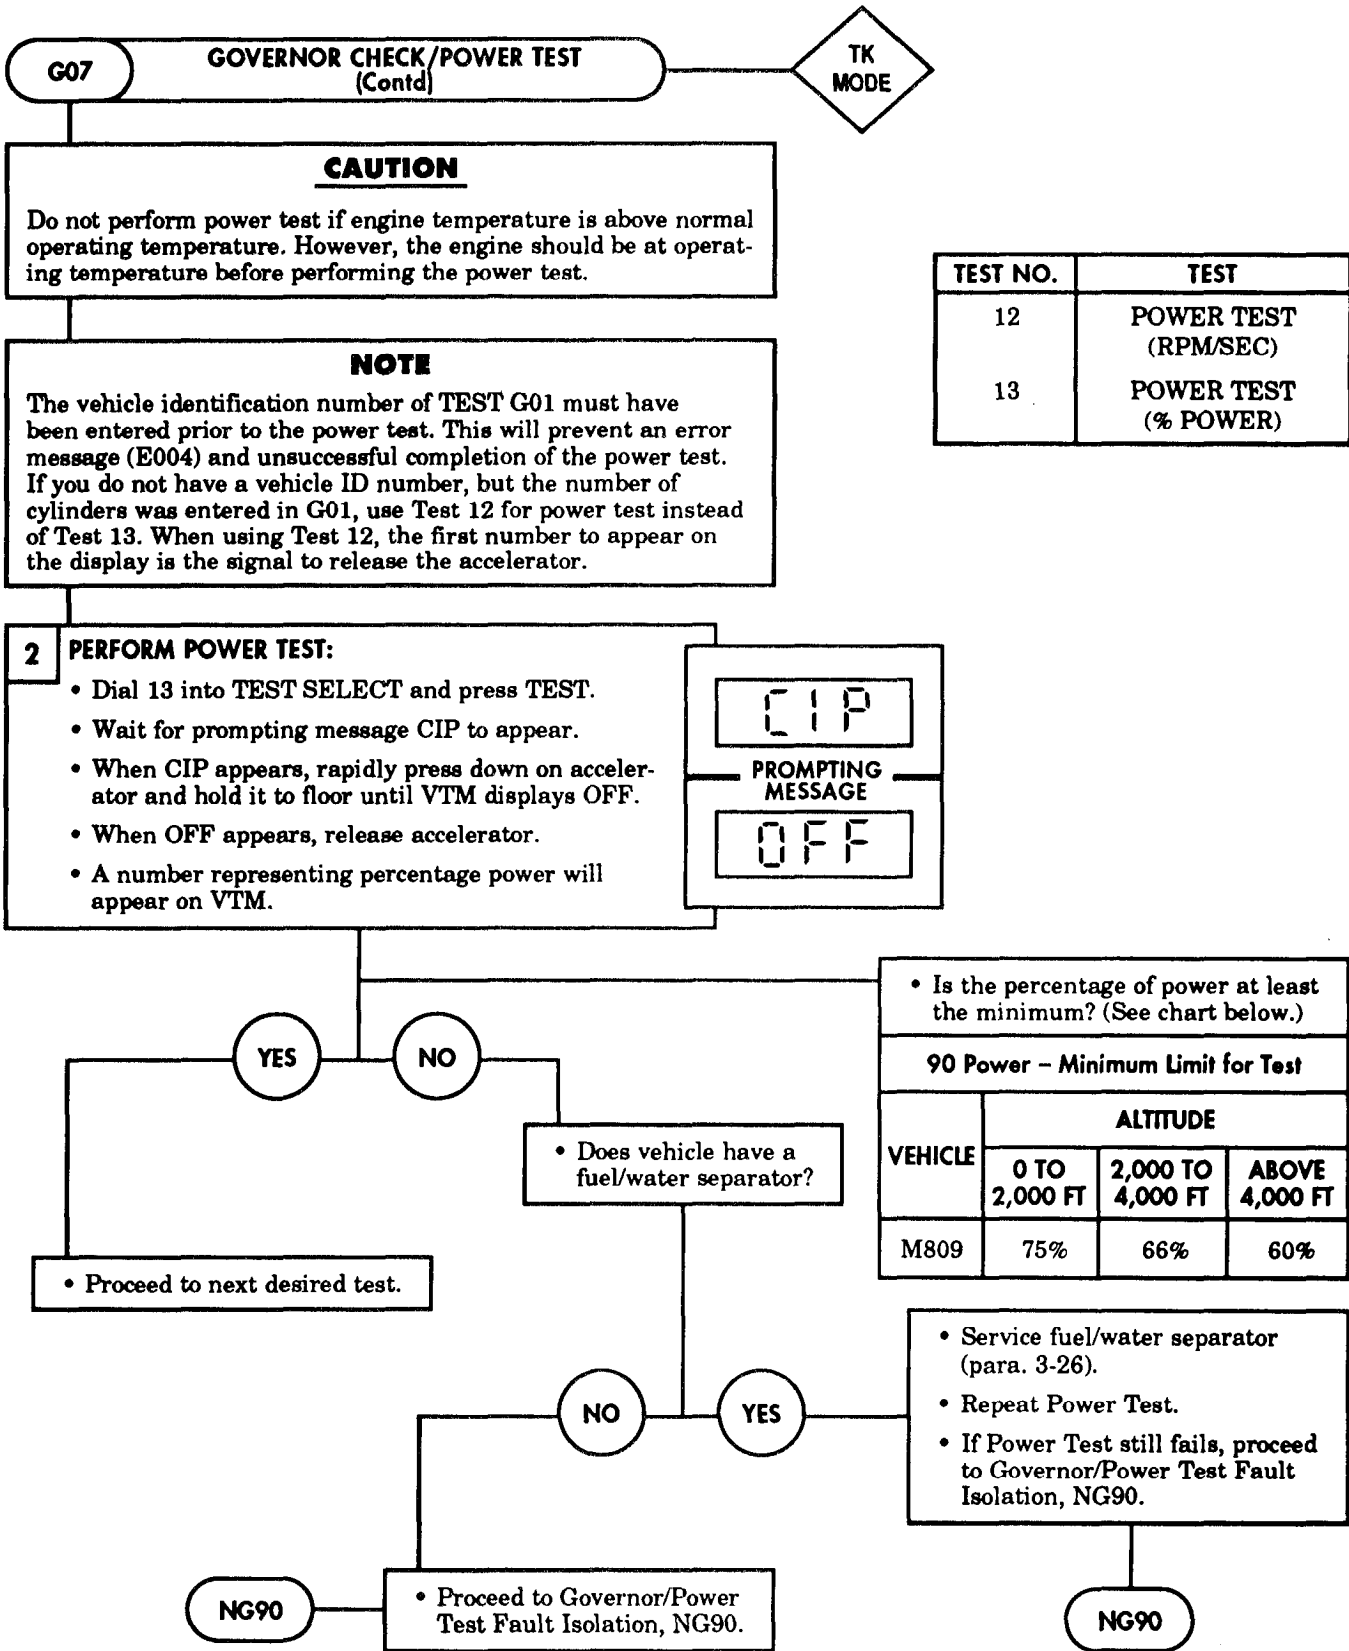 G07
GOVERNOR CHECK/POWER TEST
(Contd)
TK
MODE
CAUTION
Do not perform power test if engine temperature is above normal
operating temperature. However, the engine should be at operat-
ing temperature before performing the power test.
TEST NO. TEST
12 POWER TEST
(RPM/SEC)
13 POWER TEST
(% POWER)
NOTE
The vehicle identification number of TEST G01 must have
been entered prior to the power test. This will prevent an error
message (E004) and unsuccessful completion of the power test.
If you do not have a vehicle ID number, but the number of
cylinders was entered in G01, use Test 12 for power test instead
of Test 13. When using Test 12, the first number to appear on
the display is the signal to release the accelerator.
2 PERFORM POWER TEST:
• Dial 13 into TEST SELECT and press TEST.
• Wait for prompting message CIP to appear.
• When CIP appears, rapidly press down on acceler-
ator and hold it to floor until VTM displays OFF.
• When OFF appears, release accelerator.
• A number representing percentage power will
appear on VTM.
CIP
PROMPTING
MESSAGE
OFF
• Is the percentage of power at least
the minimum? (See chart below.)
90 Power – Minimum Limit for Test
VEHICLE
ALTITUDE
0 TO 2,000 TO ABOVE
2,000 FT 4,000 FT 4,000 FT
M809 75% 66% 60%
YES NO
• Does vehicle have a
fuel/water separator?
• Proceed to next desired test.
NO YES
• Service fuel/water separator
(para. 3-26).
• Repeat Power Test.
• If Power Test still fails, proceed
to Governor/Power Test Fault
Isolation, NG90.
NG90
• Proceed to Governor/Power
Test Fault Isolation, NG90.
NG90